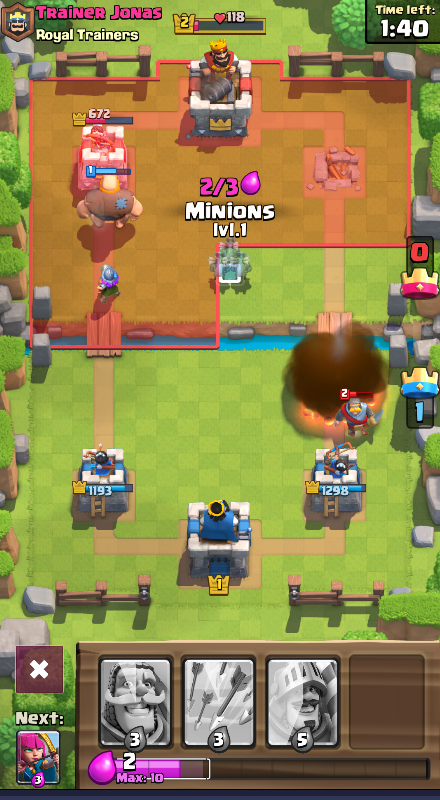 Trainer Jonas
Royal Trainers
2
118
Time left:
1:40
672
1
2/3
Minions
lvl.1
0
1
2
1193
1298
1
3
3
5
Next:
3
2
Max:10